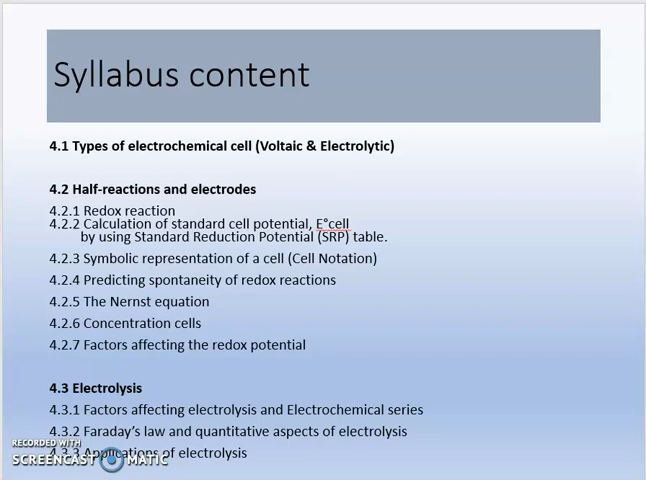 Syllabus content
4.1 Types of electrochemical cell (Voltaic & Electrolytic)
4.2 Half-reactions and electrodes
4.2.1 Redox reaction
4.2.2 Calculation of standard cell potential, E°cell
by using Standard Reduction Potential (SRP) table.
4.2.3 Symbolic representation of a cell (Cell Notation)
4.2.4 Predicting spontaneity of redox reactions
4.2.5 The Nernst equation
4.2.6 Concentration cells
4.2.7 Factors affecting the redox potential
4.3 Electrolysis
4.3.1 Factors affecting electrolysis and Electrochemical series
4.3.2 Faraday's law and quantitative aspects of electrolysis
4.3.3 Applications of electrolysis
RECORDED WITH
SCREENCAST MATIC